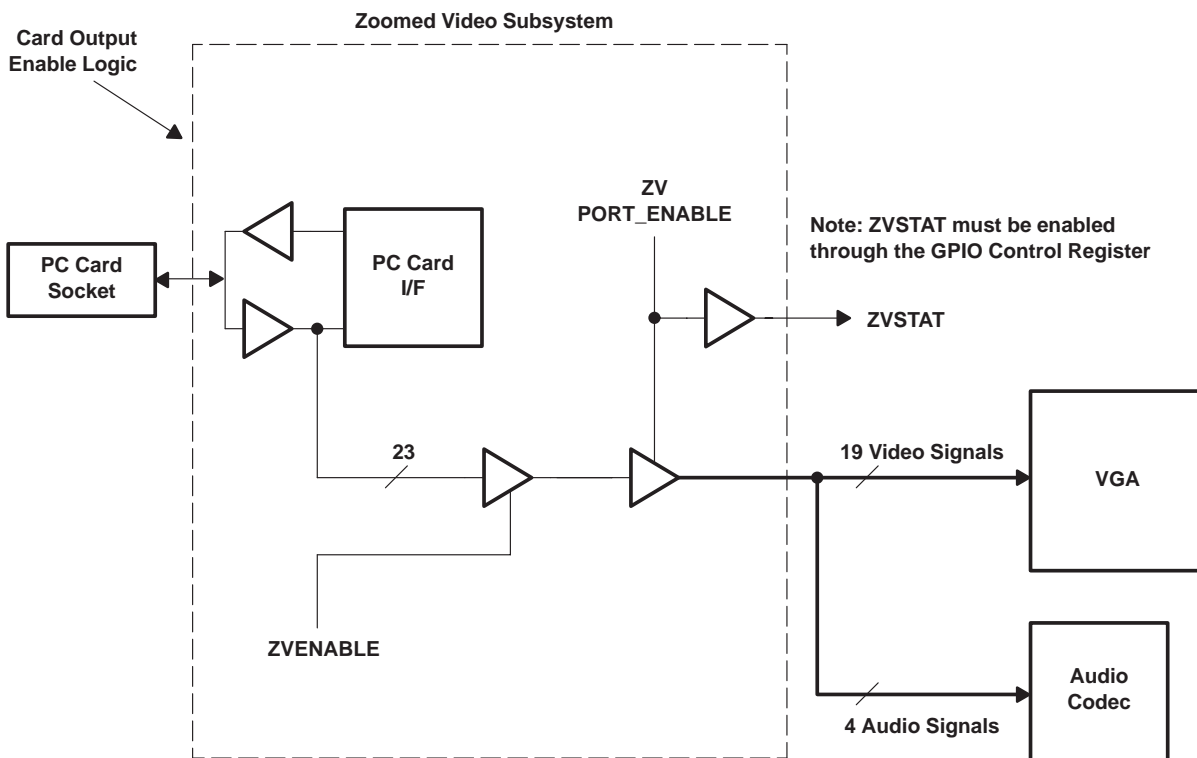 Zoomed Video Subsystem
Card Output
Enable Logic
ZV
PORT_ENABLE
Note: ZVSTAT must be enabled
through the GPIO Control Register
PC Card
Socket
PC Card
I/F
ZVSTAT
23
19 Video Signals
VGA
ZVENABLE
Audio
Codec
4 Audio Signals